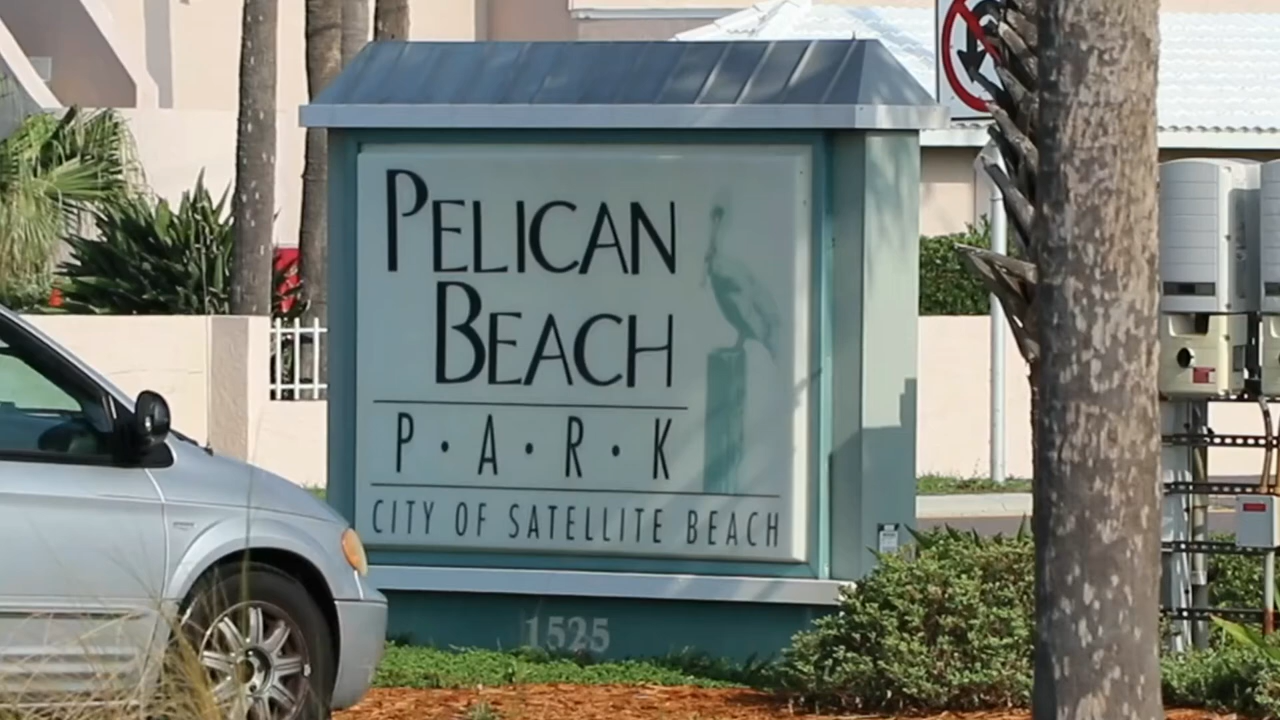 PELICAN
BEACH
P·A·R·K
CITY OF SATELLITE BEACH
1525